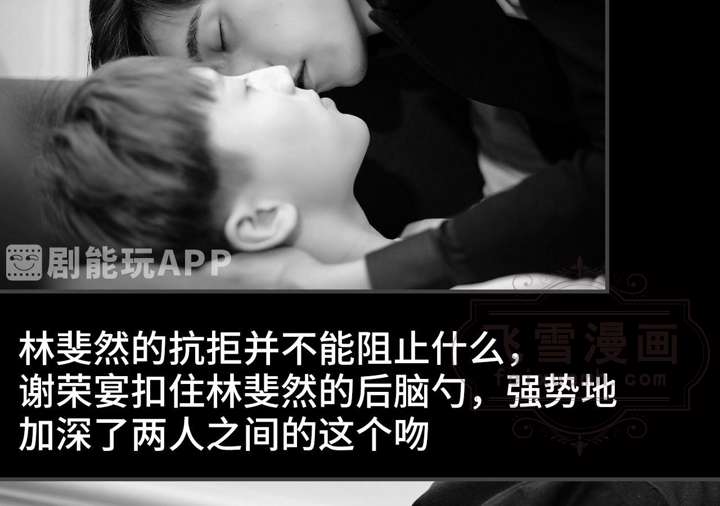 剧能玩APP
林斐然的抗拒并不能阻止什么，
谢荣宴扣住林斐然的后脑勺，强势地
加深了两人之间的这个吻
飞雪漫画